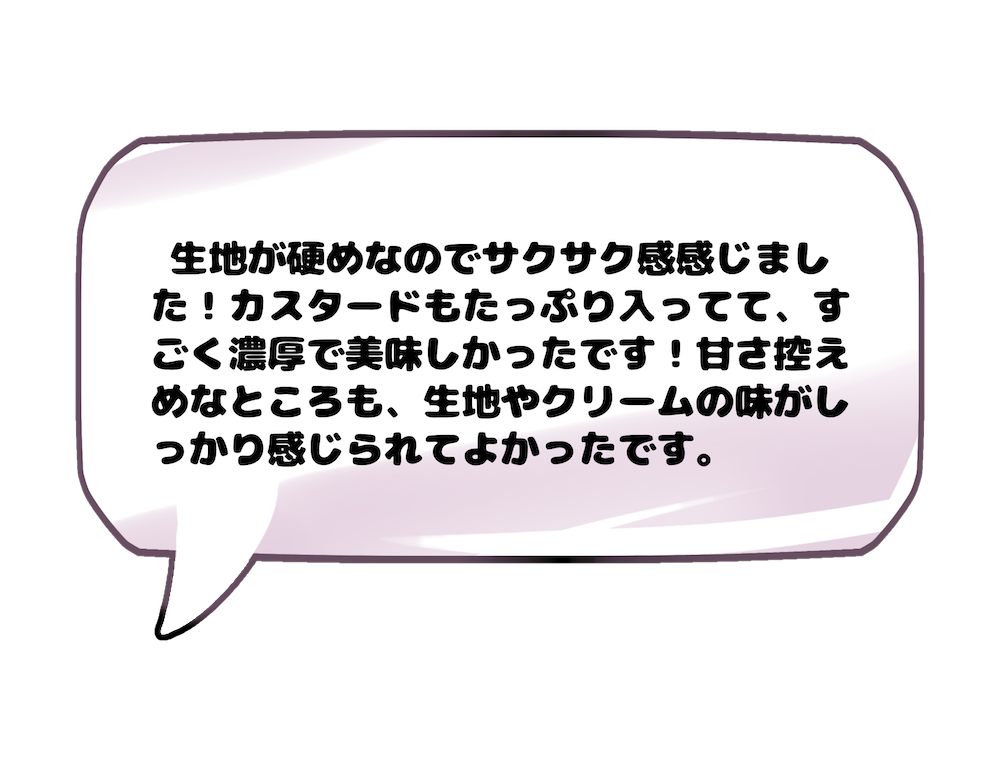 生地が硬めなのでサクサク感感じまし
た！カスタードもたっぷり入ってて、す
ごく濃厚で美味しかったです！甘さ控え
めなところも、生地やクリームの味がし
っかり感じられてよかったです。